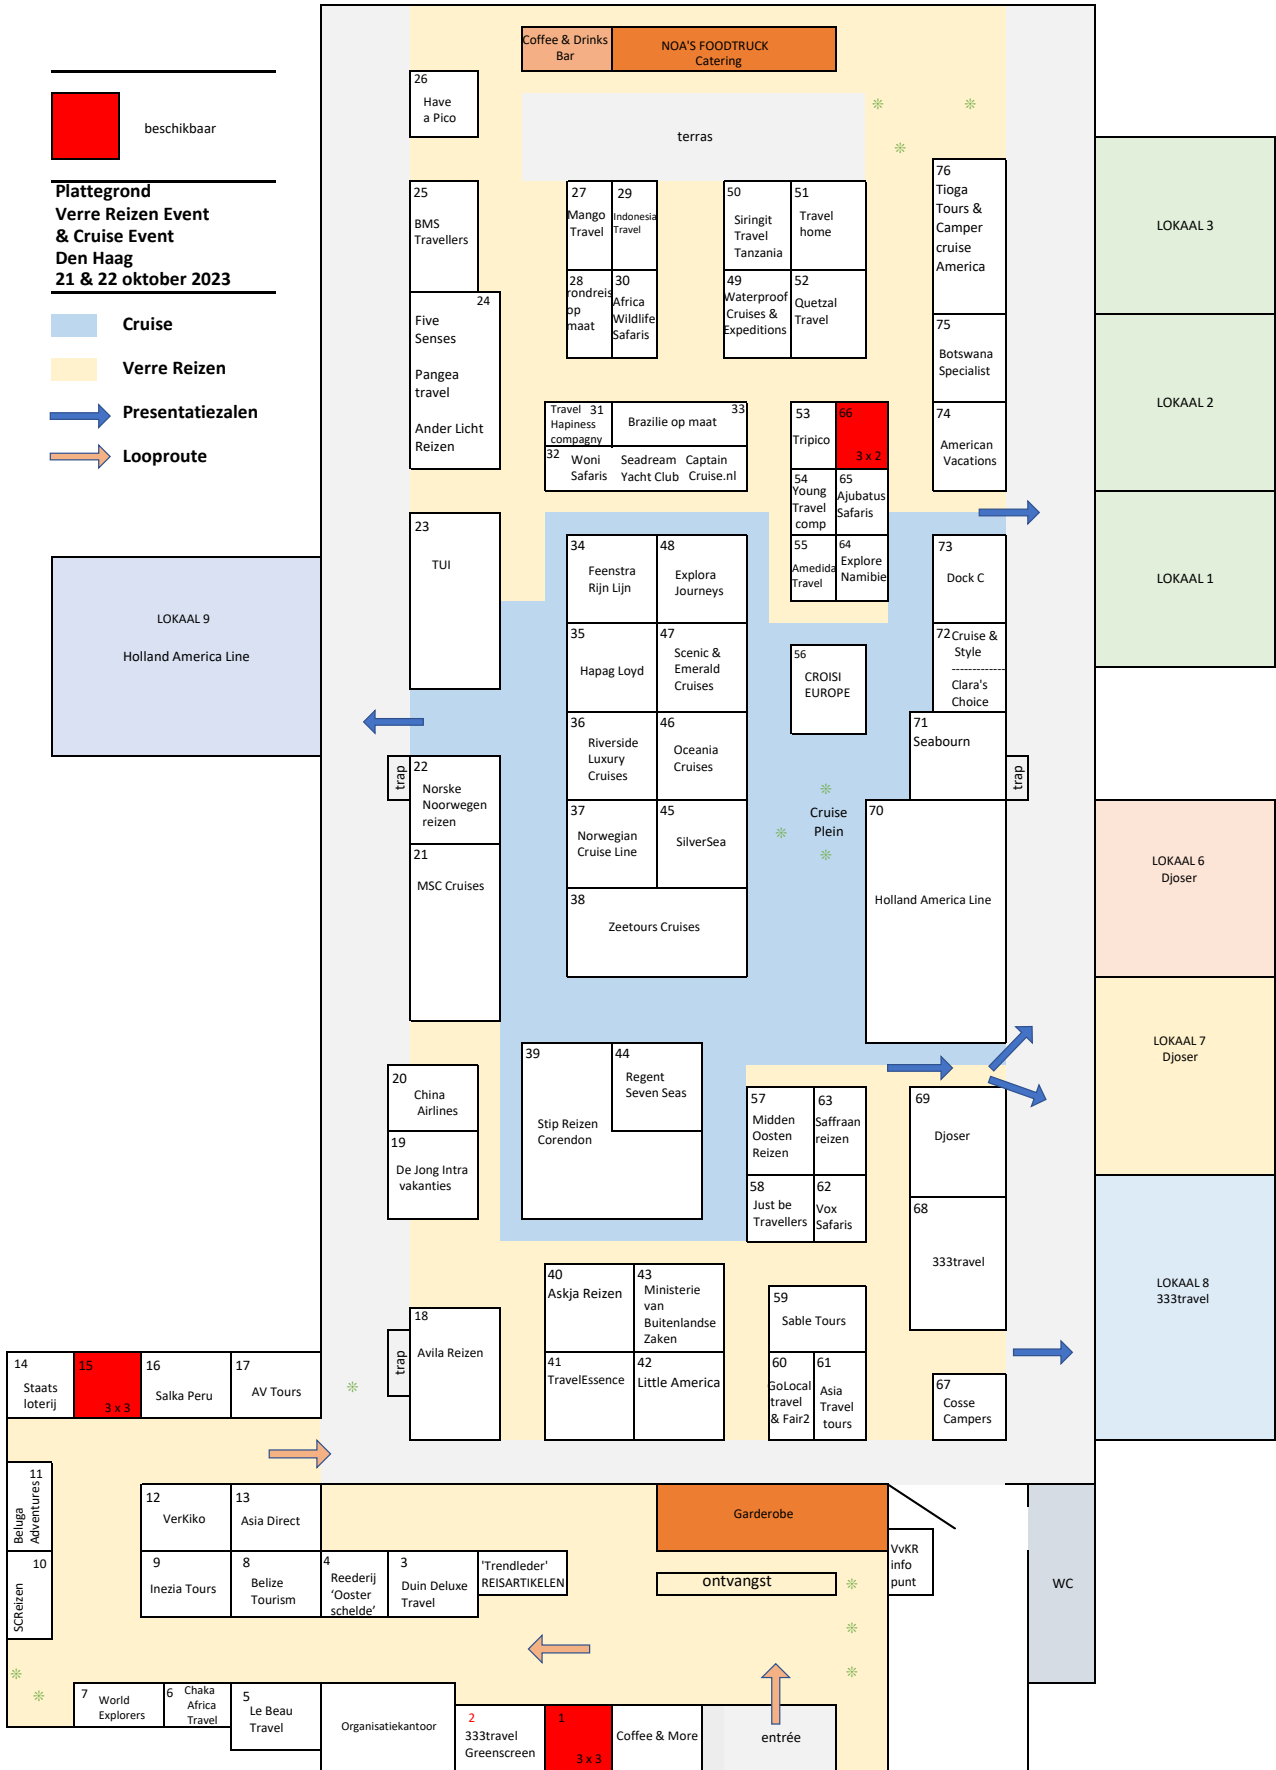 Coffee & Drinks
Bar
NOA'S FOODTRUCK
Catering
beschikbaar
Plattegrond
Verre Reizen Event
& Cruise Event
Den Haag
21 & 22 oktober 2023
Cruise
Verre Reizen
Presentatiezalen
Looproute
26
Have
a Pico
terras
25
BMS
Travellers
27
Mango
Travel
29
Indonesia
Travel
28
rondreis
op
maat
30
Africa
Wildlife
Safaris
50
Siringit
Travel
Tanzania
51
Travel
home
49
Waterproof
Cruises &
Expeditions
52
Quetzal
Travel
76
Tioga
Tours &
Camper
cruise
America
75
Botswana
Specialist
74
American
Vacations
LOKAAL 3
LOKAAL 2
LOKAAL 1
24
Five
Senses
Pangea
travel
Ander Licht
Reizen
Travel 31
Hapiness
compagny
33
Brazilie op maat
32
Woni
Safaris
Seadream
Yacht Club
Captain
Cruise.nl
53
Tripico
66
3 x 2
54
Young
Travel
comp
65
Ajubatus
Safaris
55
Amedida
Travel
64
Explore
Namibie
23
TUI
LOKAAL 9
Holland America Line
34
Feenstra
Rijn Lijn
48
Explora
Journeys
35
Hapag Loyd
47
Scenic &
Emerald
Cruises
36
Riverside
Luxury
Cruises
46
Oceania
Cruises
37
Norwegian
Cruise Line
45
SilverSea
38
Zeetours Cruises
56
CROISI
EUROPE
73
Dock C
72 Cruise &
Style
-------------
Clara's
Choice
71
Seabourn
trap
trap
22
Norske
Noorwegen
reizen
21
MSC Cruises
Cruise
Plein
70
Holland America Line
LOKAAL 6
Djoser
LOKAAL 7
Djoser
LOKAAL 8
333travel
20
China
Airlines
19
De Jong Intra
vakanties
39
Stip Reizen
Corendon
44
Regent
Seven Seas
57
Midden
Oosten
Reizen
63
Saffraan
reizen
58
Just be
Travellers
62
Vox
Safaris
69
Djoser
68
333travel
40
Askja Reizen
43
Ministerie
van
Buitenlandse
Zaken
41
TravelEssence
42
Little America
59
Sable Tours
60
GoLocal
travel
& Fair2
61
Asia
Travel
tours
67
Cosse
Campers
18
Avila Reizen
trap
14
Staats
loterij
15
3 x 3
16
Salka Peru
17
AV Tours
11
Beluga
Adventures
10
SCReizen
12
VerKiko
13
Asia Direct
9
Inezia Tours
8
Belize
Tourism
4
Reederij
‘Ooster
schelde’
3
Duin Deluxe
Travel
'Trendleder'
REISARTIKELEN
Garderobe
ontvangst
VvKR
info
punt
WC
7
World
Explorers
6
Chaka
Africa
Travel
5
Le Beau
Travel
Organisatiekantoor
2
333travel
Greenscreen
1
3 x 3
Coffee & More
entrée